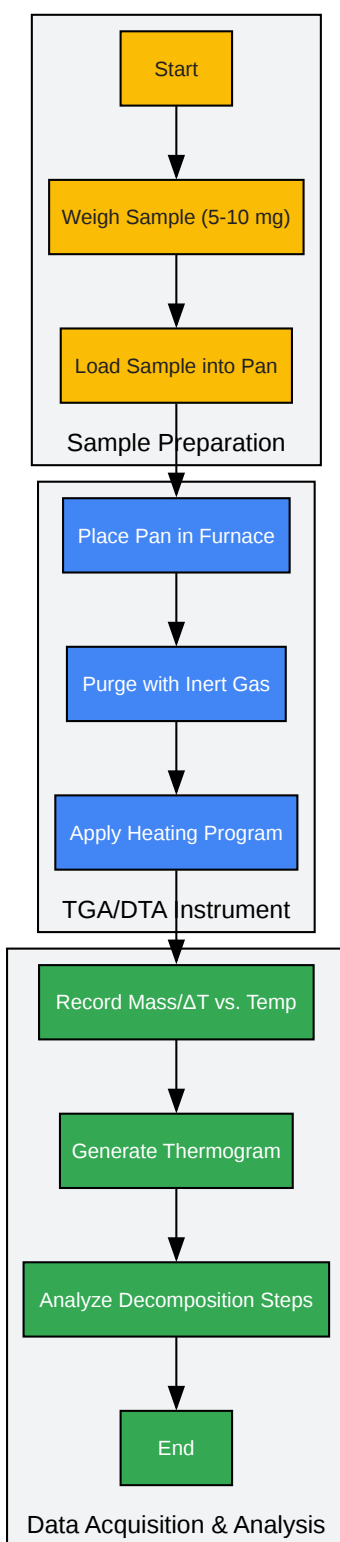 Start
Weigh Sample (5-10 mg)
Load Sample into Pan
Sample Preparation
Place Pan in Furnace
Purge with Inert Gas
Apply Heating Program
TGA/DTA Instrument
Record Mass/ΔT vs. Temp
Generate Thermogram
Analyze Decomposition Steps
End
Data Acquisition & Analysis